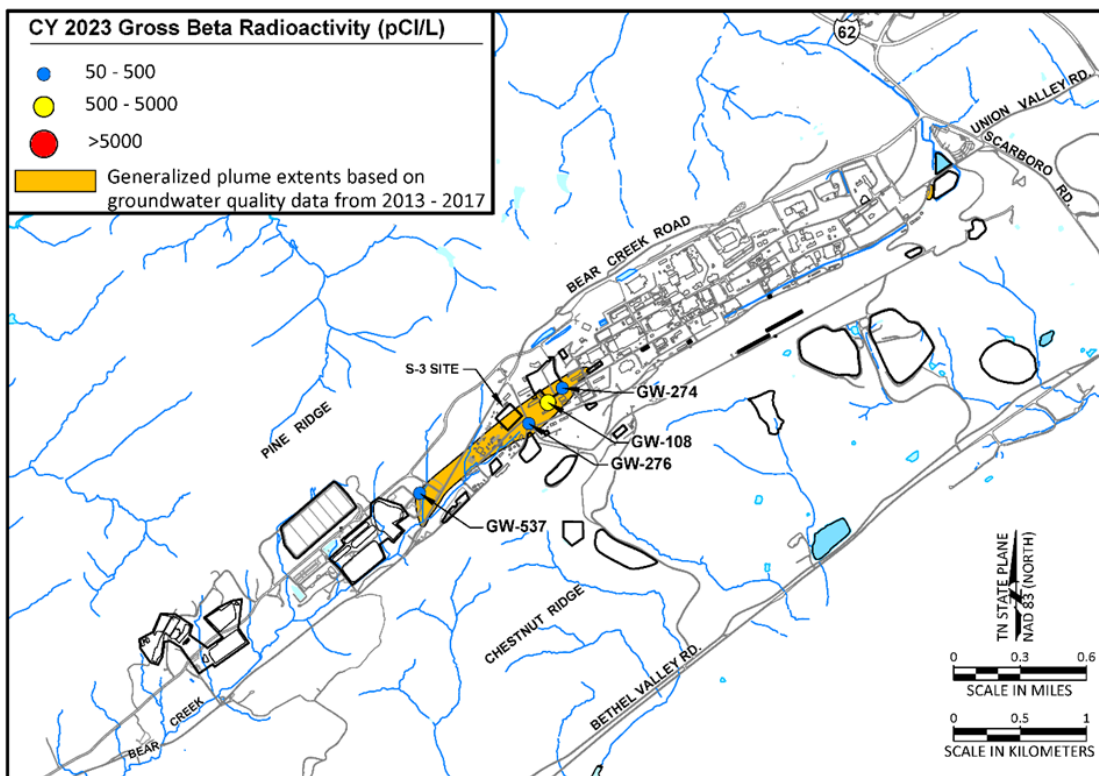 CY 2023 Gross Beta Radioactivity (pCI/L)
50 - 500
500 - 5000
>5000
Generalized plume extents based on
groundwater quality data from 2013 - 2017
62
UNION VALLEY RD.
SCARBORO RD.
BEAR CREEK ROAD
S-3 SITE
GW-274
GW-108
GW-276
PINE RIDGE
GW-537
CHESTNUT RIDGE
BETHEL VALLEY RD.
BEAR CREEK
TN STATE PLANE
NAD 83 (NORTH)
0 0.3 0.6
SCALE IN MILES
0 0.5 1
SCALE IN KILOMETERS